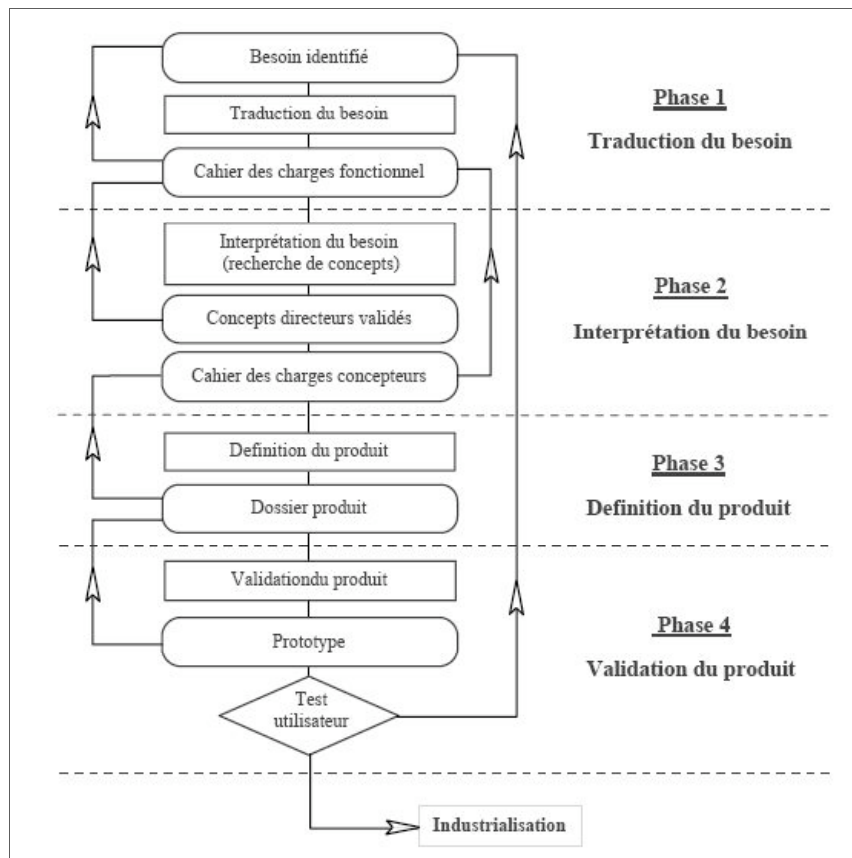 Besoin identifié
Traduction du besoin
Cahier des charges fonctionnel
Phase 1
Traduction du besoin
Interprétation du besoin
(recherche de concepts)
Concepts directeurs validés
Cahier des charges concepteurs
Phase 2
Interprétation du besoin
Definition du produit
Dossier produit
Phase 3
Definition du produit
Validationdu produit
Prototype
Test
utilisateur
Phase 4
Validation du produit
Industrialisation